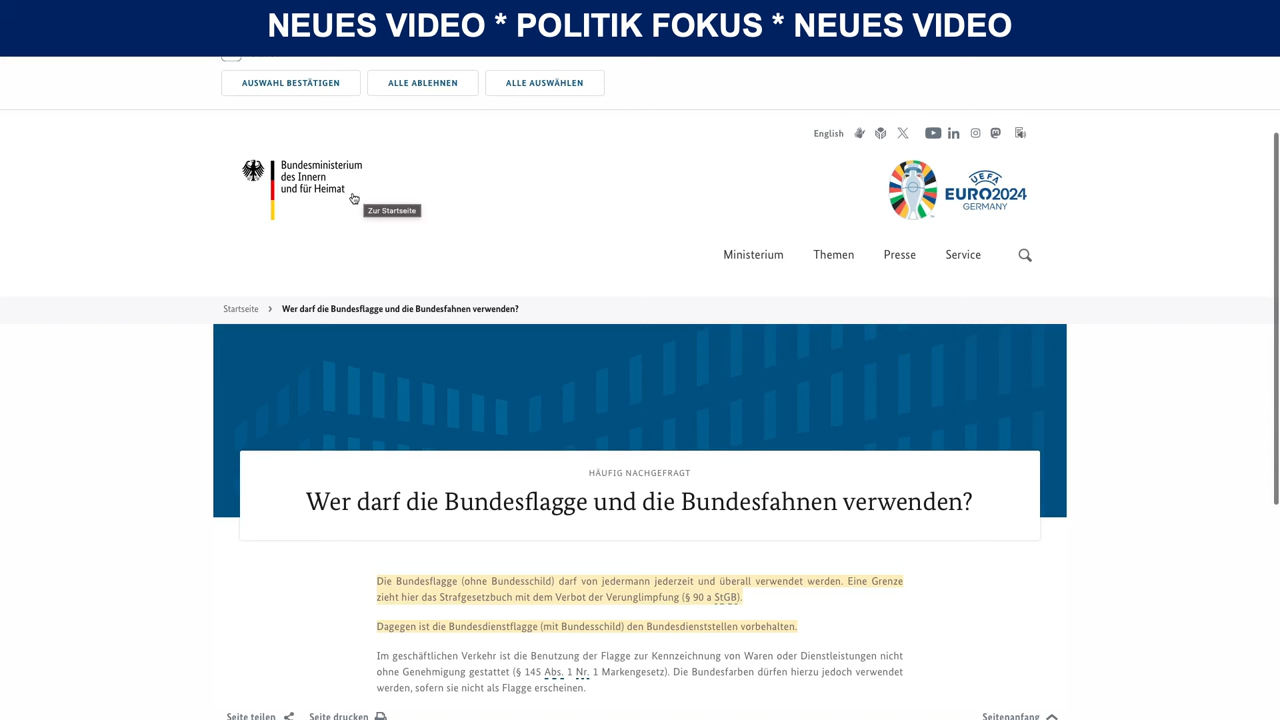 NEUES VIDEO * POLITIK FOKUS * NEUES VIDEO
AUSWAHL BESTÄTIGEN ALLE ABLEHNEN ALLE AUSWÄHLEN
English
Bundesministerium
des Innern
und für Heimat
Zur Startseite
UEFA
EURO2024
GERMANY
Ministerium Themen Presse Service
Startseite > Wer darf die Bundesflagge und die Bundesfahnen verwenden?
HÄUFIG NACHGEFRAGT
Wer darf die Bundesflagge und die Bundesfahnen verwenden?
Die Bundesflagge (ohne Bundesschild) darf von jedermann jederzeit und überall verwendet werden. Eine Grenze
zieht hier das Strafgesetzbuch mit dem Verbot der Verunglimpfung (§ 90 a StGB).
Dagegen ist die Bundesdienstflagge (mit Bundesschild) den Bundesdienststellen vorbehalten.
Im geschäftlichen Verkehr ist die Benutzung der Flagge zur Kennzeichnung von Waren oder Dienstleistungen nicht
ohne Genehmigung gestattet (§ 145 Abs. 1 Nr. 1 Markengesetz). Die Bundesfarben dürfen hierzu jedoch verwendet
werden, sofern sie nicht als Flagge erscheinen.
Seite teilen Seite drucken Seitenanfang